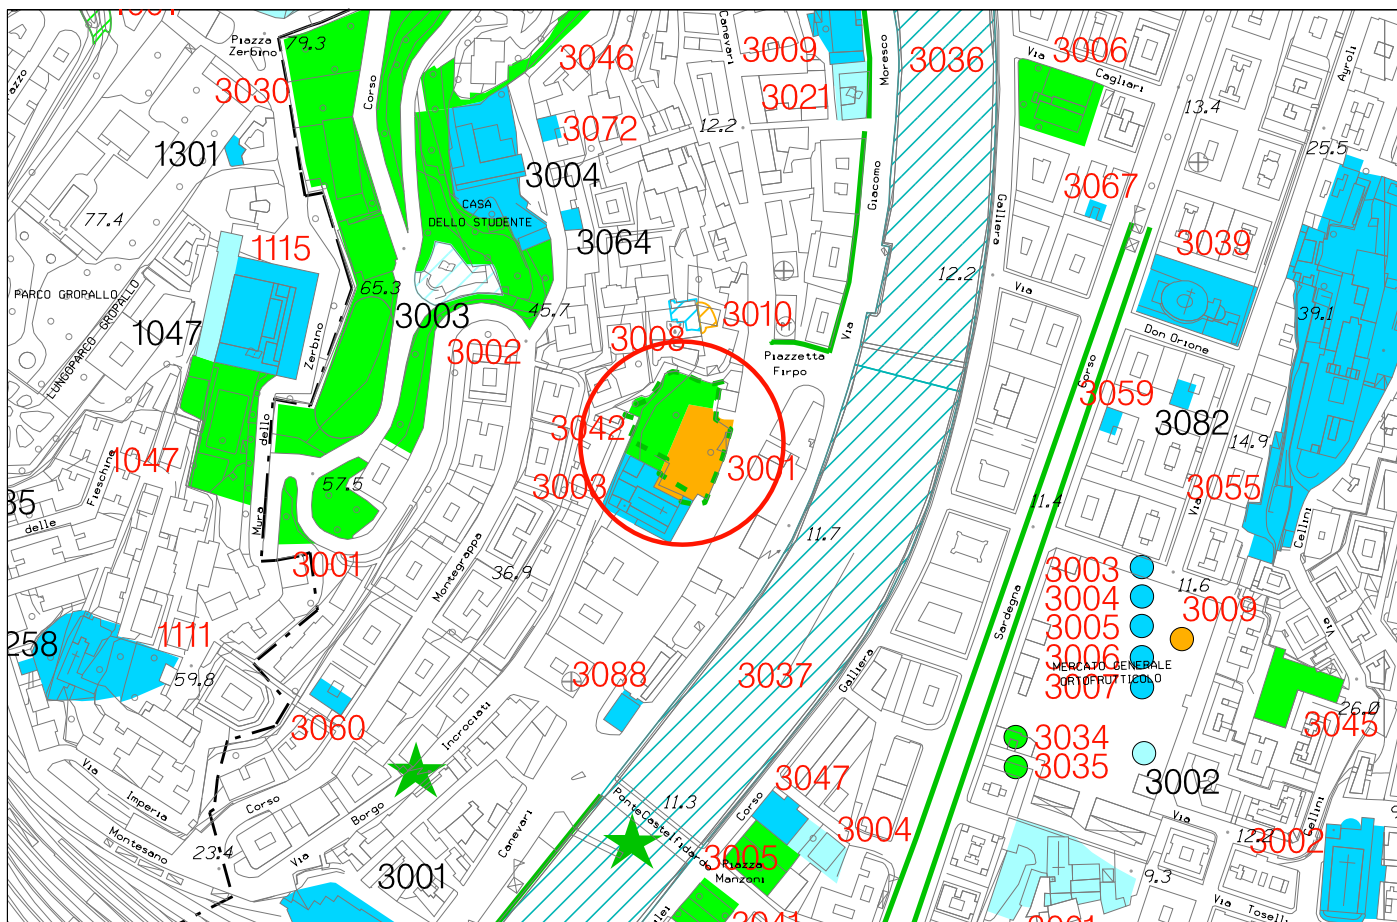 Piazza
Zerbino
79.3
3030
Corso
3046
Canevari
3009
3021
Moresco
3036
3006
Via
Cagliari
Ayroli
13.4
25.5
12.2
1301
3072
3004
CASA
DELLO STUDENTE
3064
77.4
1115
PARCO GROPALLO
LUNGOPARCO GROPALLO
1047
65.3
3003
45.7
3002
Zerbino
3008
3010
Piazzetta
Firpo
Via
Giacomo
Galliera
12.2
Via
3067
3039
39.1
Don Orione
Corso
3059
3082
14.9
3055
Via
Cellini
3042
3001
3003
dello
Mura
1047
Fieschine
delle
35
57.5
3001
Montegrappa
36.9
11.7
11.4
Sardegna
3003
3004
3005
3006
3007
11.6
3009
MERCATO GENERALE
ORTOFRUTTICOLO
Via
258
1111
59.8
3060
3088
3037
Galliera
3034
3035
3002
3045
26.0
Via
Imperia
Montesano
23.4
Corso
Via
Borgo
Incrociati
3001
Canevari
Ponte Castelfidardo
11.3
Corso
3047
3004
3005
Piazza
Manzoni
3041
Via
12.2
3002
Cellini
9.3
Via
Toselli
3061